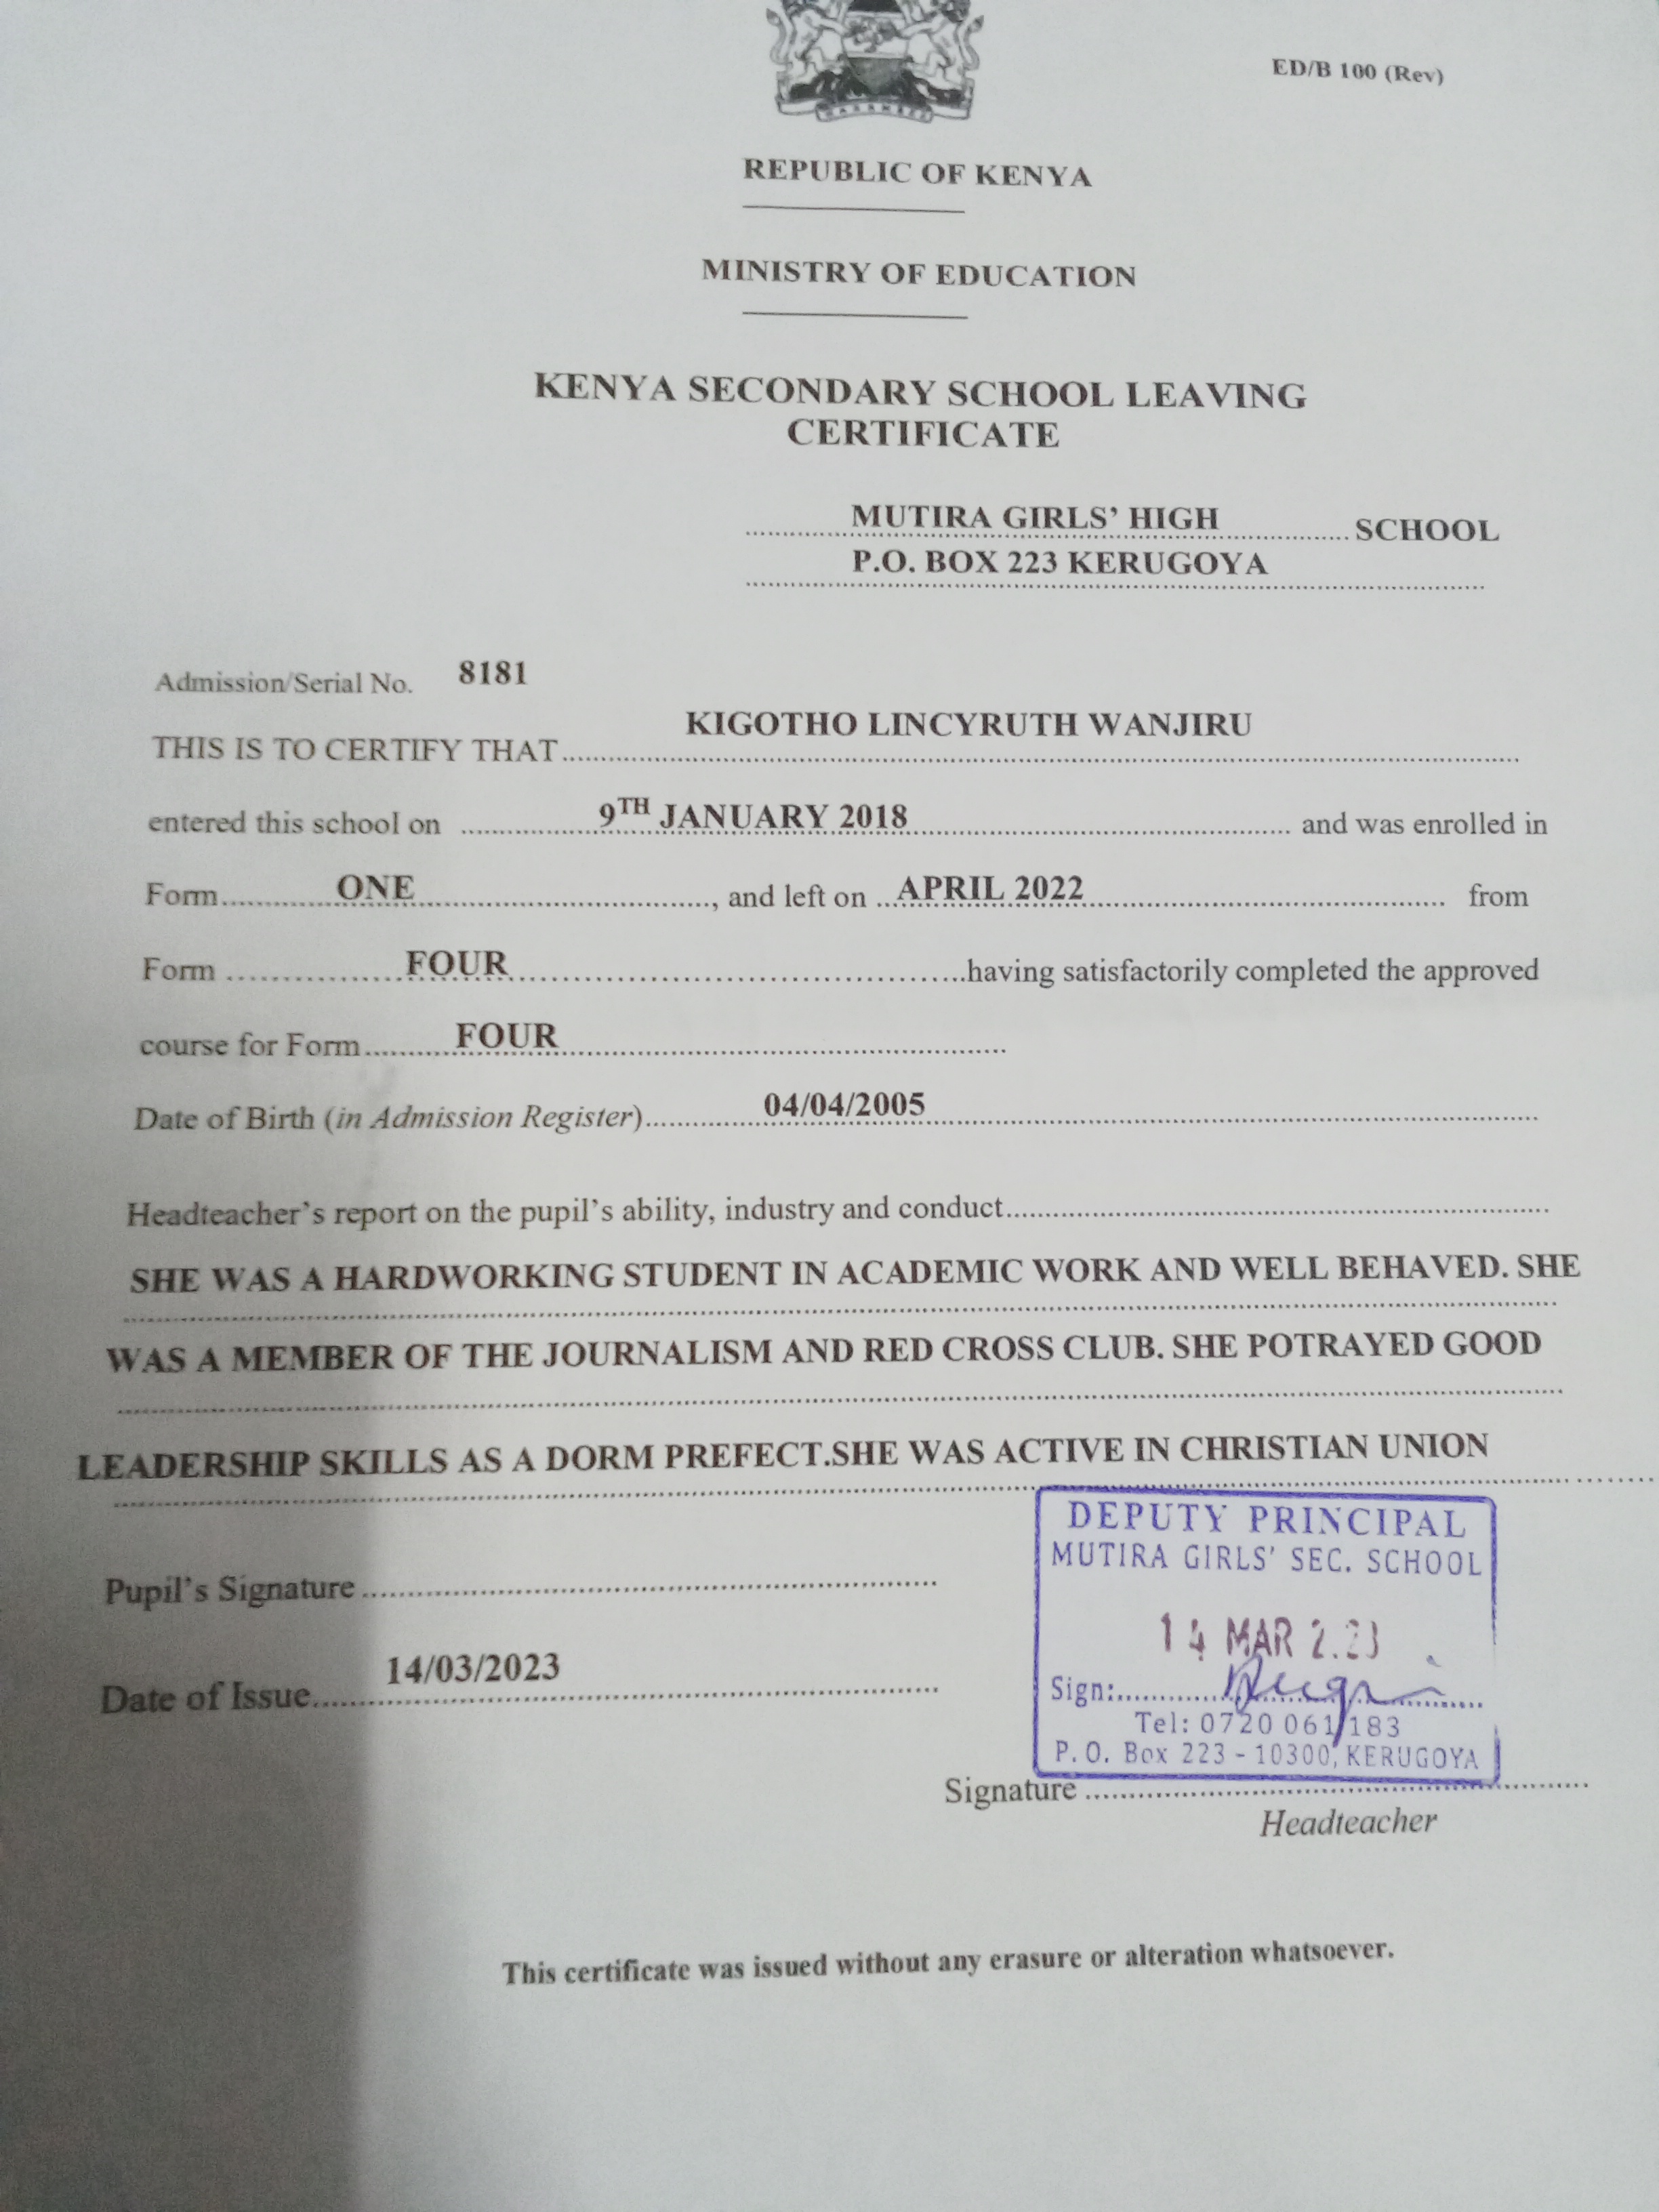 HARAMBEE
ED/B 100 (Rev)
REPUBLIC OF KENYA
MINISTRY OF EDUCATION
KENYA SECONDARY SCHOOL LEAVING
CERTIFICATE
MUTIRA GIRLS’ HIGH SCHOOL
P.O. BOX 223 KERUGOYA
Admission/Serial No. 8181
THIS IS TO CERTIFY THAT KIGOTHO LINCYRUTH WANJIRU
entered this school on 9TH JANUARY 2018 and was enrolled in
Form ONE, and left on APRIL 2022 from
Form FOUR having satisfactorily completed the approved
course for Form FOUR
Date of Birth (in Admission Register) 04/04/2005
Headteacher’s report on the pupil’s ability, industry and conduct
SHE WAS A HARDWORKING STUDENT IN ACADEMIC WORK AND WELL BEHAVED. SHE
WAS A MEMBER OF THE JOURNALISM AND RED CROSS CLUB. SHE POTRAYED GOOD
LEADERSHIP SKILLS AS A DORM PREFECT.SHE WAS ACTIVE IN CHRISTIAN UNION
DEPUTY PRINCIPAL
MUTIRA GIRLS’ SEC. SCHOOL
14 MAR 2.23
Sign:
Tel: 0720 061 183
P. O. Box 223 - 10300, KERUGOYA
Pupil’s Signature
Date of Issue 14/03/2023
Signature
Headteacher
This certificate was issued without any erasure or alteration whatsoever.